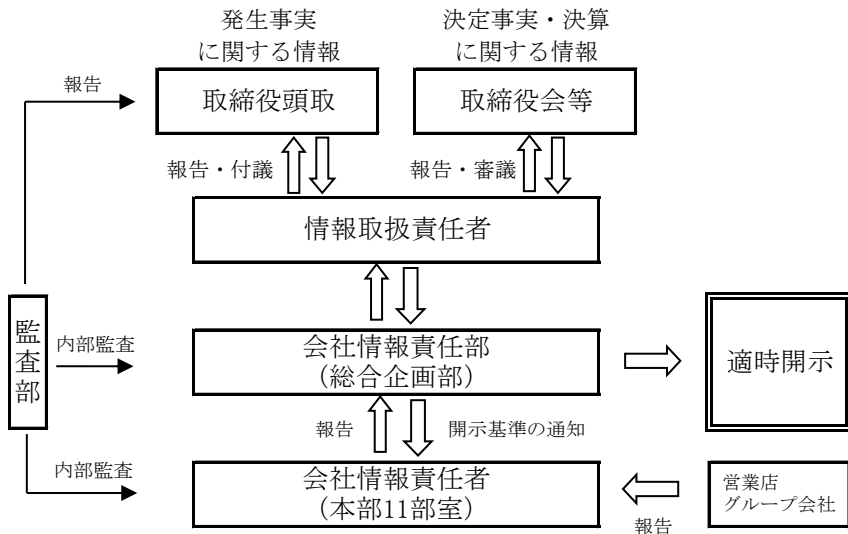 発生事実
に関する情報
決定事実・決算
に関する情報
報告
取締役頭取
取締役会等
報告・付議
報告・審議
情報取扱責任者
監査部
内部監査
会社情報責任部
（総合企画部）
適時開示
報告
開示基準の通知
内部監査
会社情報責任者
（本部11部室）
営業店
グループ会社
報告